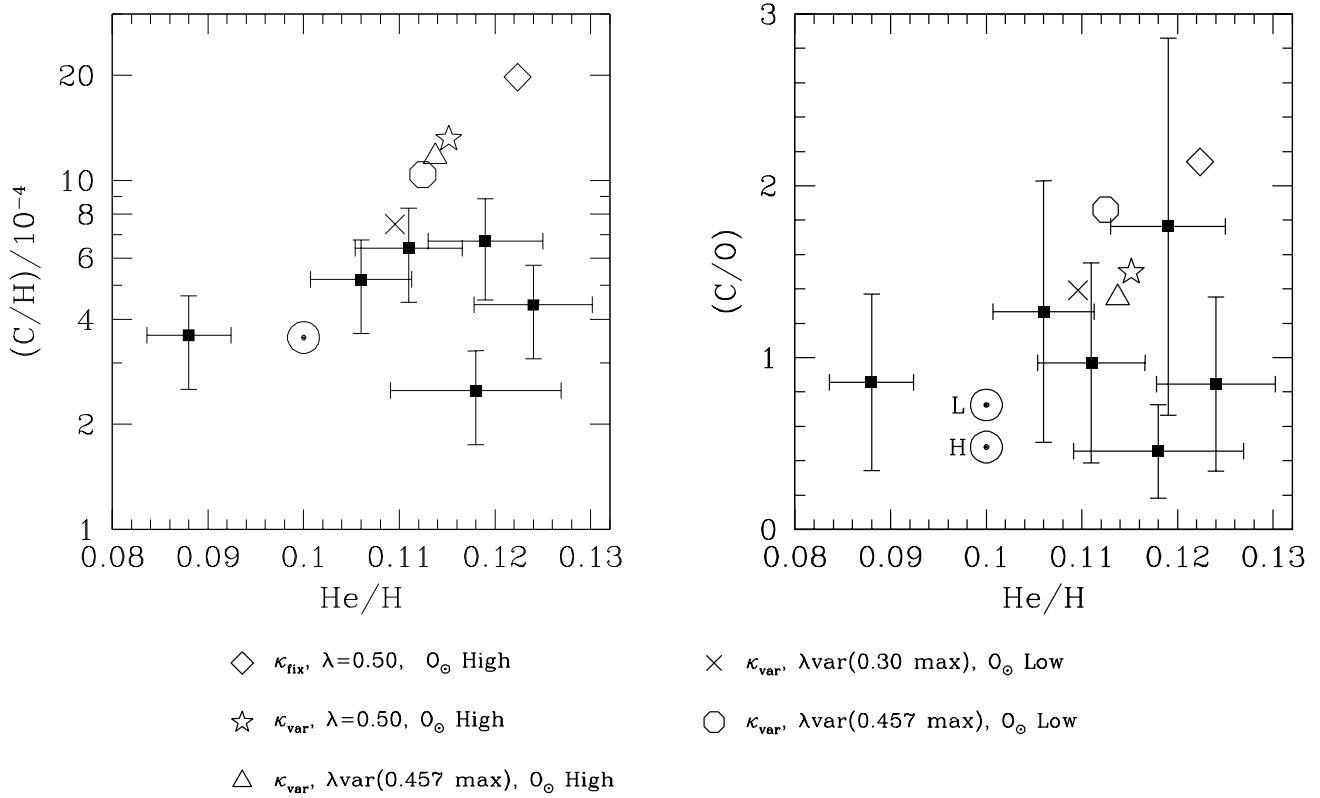 20
10
8
6
4
2
1
(C/H)/10⁻⁴
0.08 0.09 0.1 0.11 0.12 0.13
He/H
3
2
1
0
(C/O)
L
H
0.08 0.09 0.1 0.11 0.12 0.13
He/H
κfix, λ=0.50, O⊙ High
κvar, λ=0.50, O⊙ High
κvar, λvar(0.457 max), O⊙ High
κvar, λvar(0.30 max), O⊙ Low
κvar, λvar(0.457 max), O⊙ Low